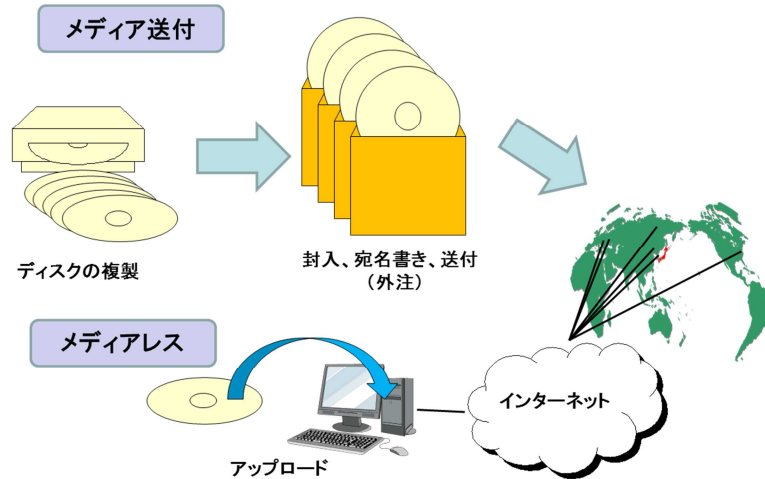 メディア送付
ディスクの複製
封入、宛名書き、送付
（外注）
メディアレス
インターネット
アップロード